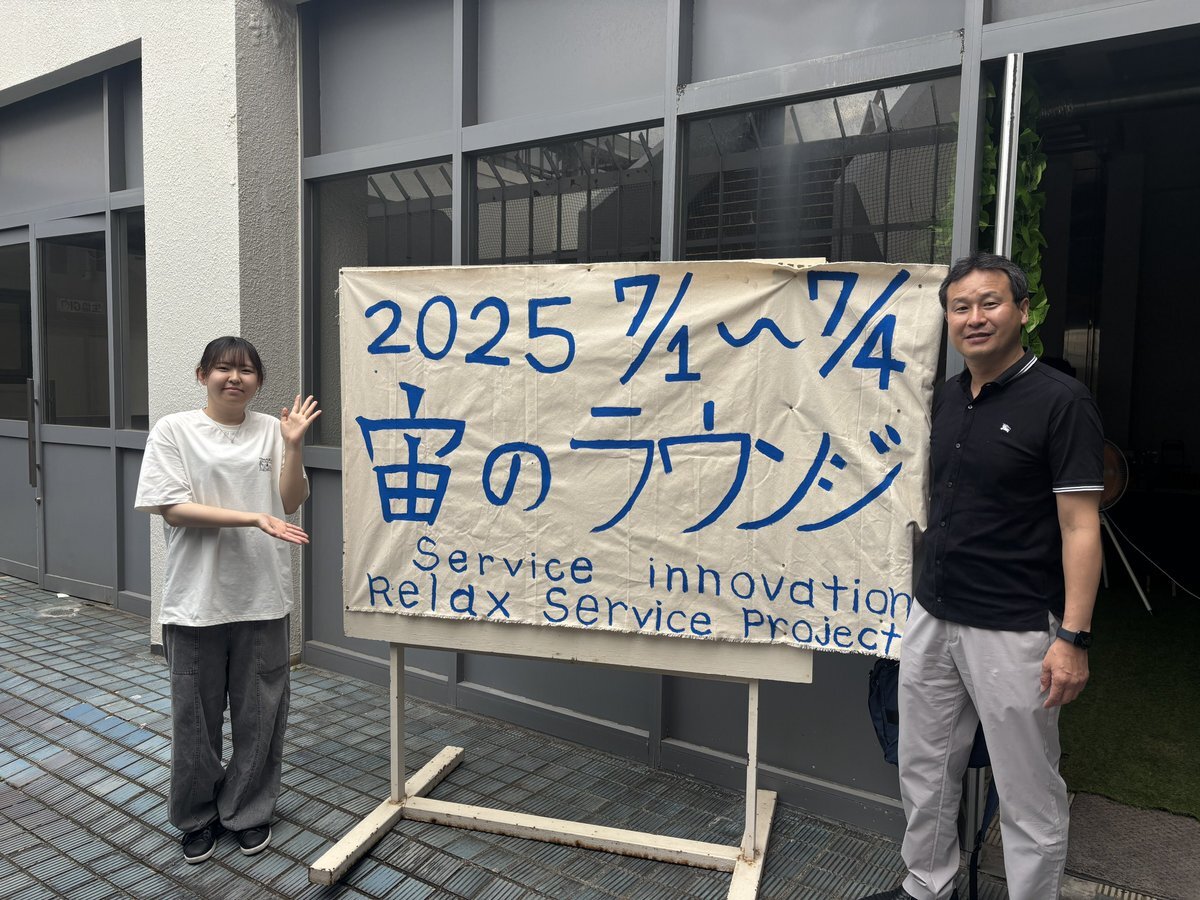 2025 7/1〜7/4
宙のラウンジ
Service innovation
Relax Service Project